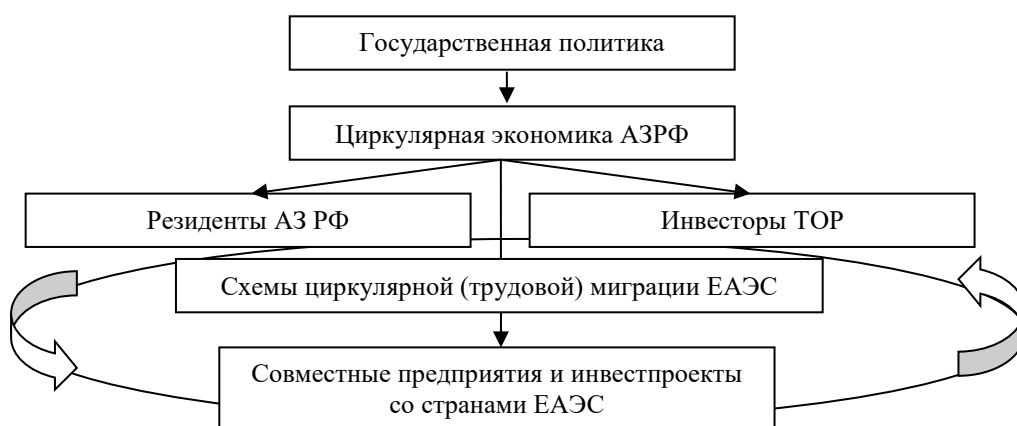 Государственная политика
Циркулярная экономика АЗРФ
Резиденты АЗ РФ
Инвесторы ТОР
Схемы циркулярной (трудовой) миграции ЕАЭС
Совместные предприятия и инвестпроекты
со странами ЕАЭС